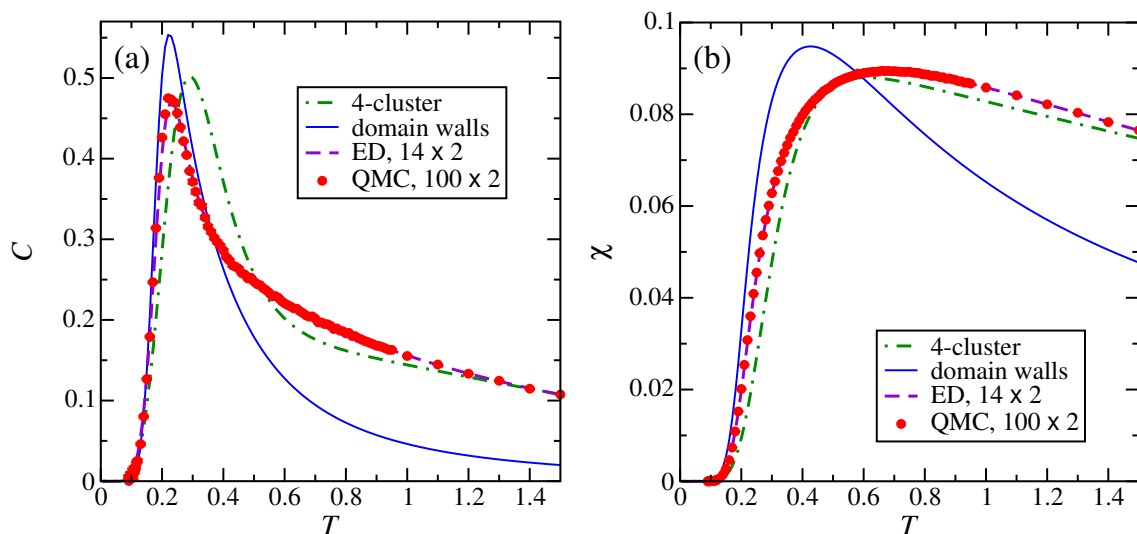 (a)
C
0.5
0.4
0.3
0.2
0.1
0
4-cluster
domain walls
ED, 14 x 2
QMC, 100 x 2
0 0.2 0.4 0.6 0.8 1 1.2 1.4
T
(b)
χ
0.1
0.08
0.06
0.04
0.02
0
4-cluster
domain walls
ED, 14 x 2
QMC, 100 x 2
0 0.2 0.4 0.6 0.8 1 1.2 1.4
T